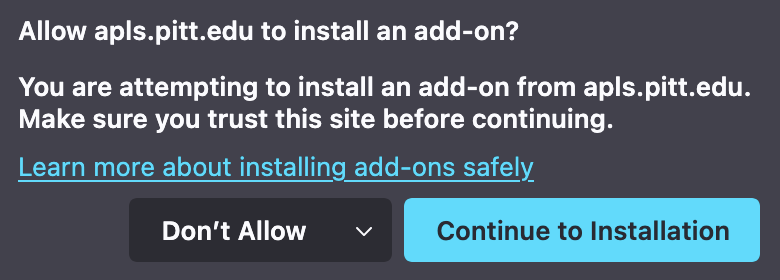 Allow apls.pitt.edu to install an add-on?
You are attempting to install an add-on from apls.pitt.edu.
Make sure you trust this site before continuing.
Learn more about installing add-ons safely
Don’t Allow
Continue to Installation